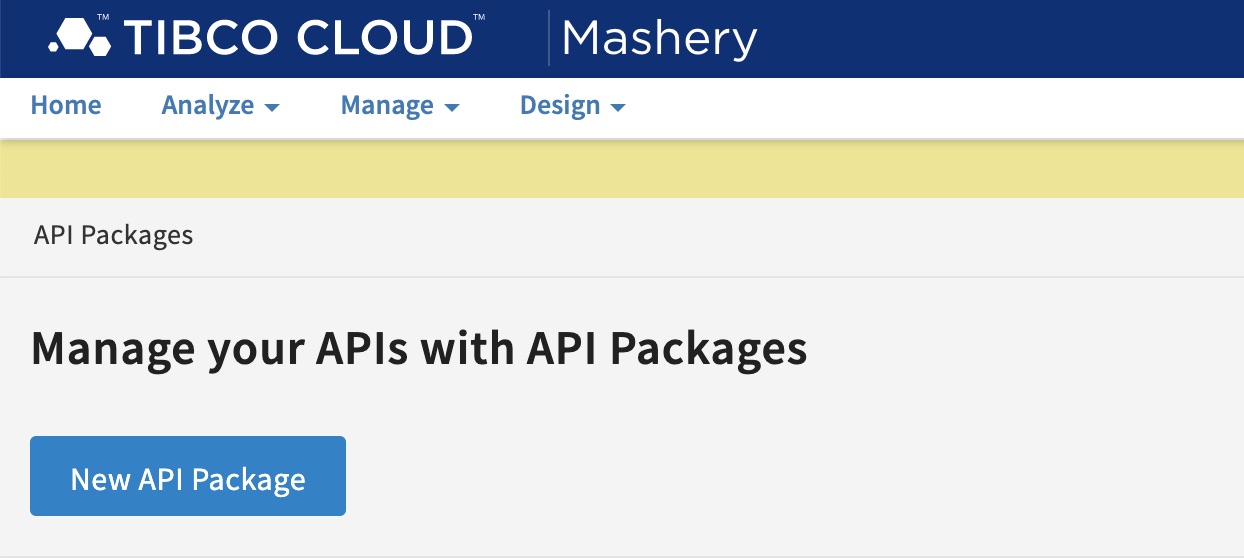 TIBCO CLOUD™ | Mashery
Home Analyze Manage Design
API Packages
Manage your APIs with API Packages
New API Package